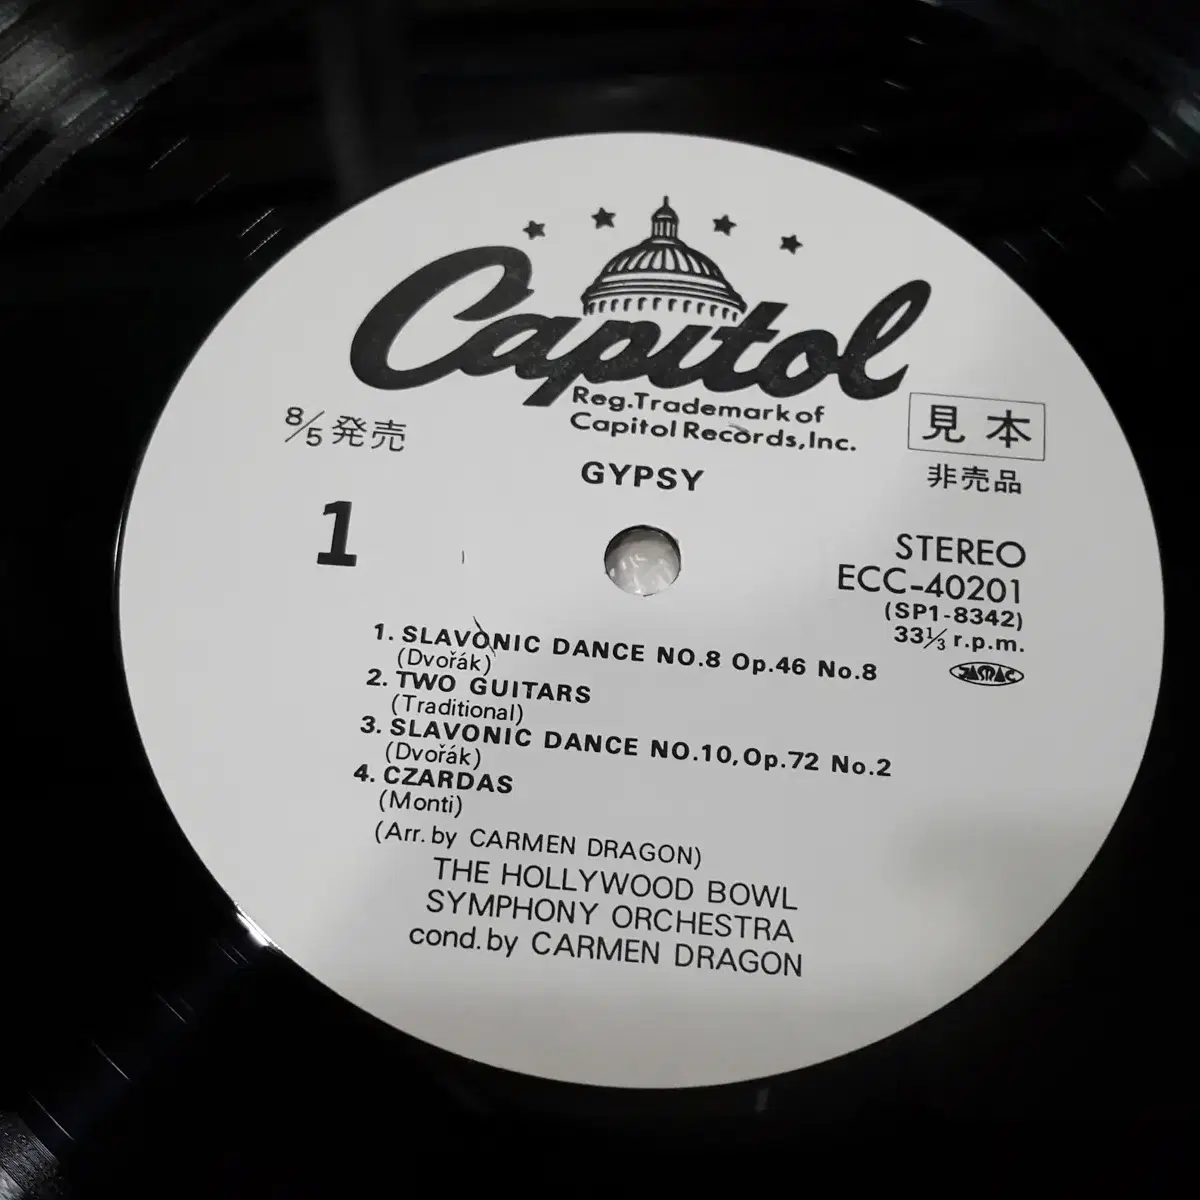 Capitol
Reg.Trademark of
Capitol Records,Inc.
8/5発売
見本
非売品
GYPSY
1
STEREO
ECC-40201
(SP1-8342)
33⅓ r.p.m.
JASRAC
1. SLAVONIC DANCE NO.8 Op.46 No.8
(Dvořák)
2. TWO GUITARS
(Traditional)
3. SLAVONIC DANCE NO.10,Op.72 No.2
(Dvořák)
4. CZARDAS
(Monti)
(Arr. by CARMEN DRAGON)
THE HOLLYWOOD BOWL
SYMPHONY ORCHESTRA
cond. by CARMEN DRAGON